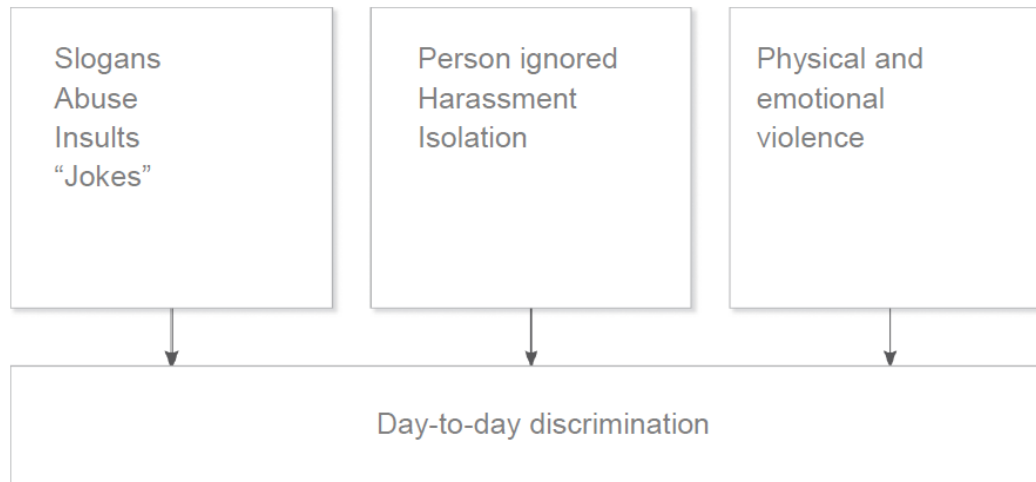 Slogans
Abuse
Insults
“Jokes”
Person ignored
Harassment
Isolation
Physical and
emotional
violence
Day-to-day discrimination